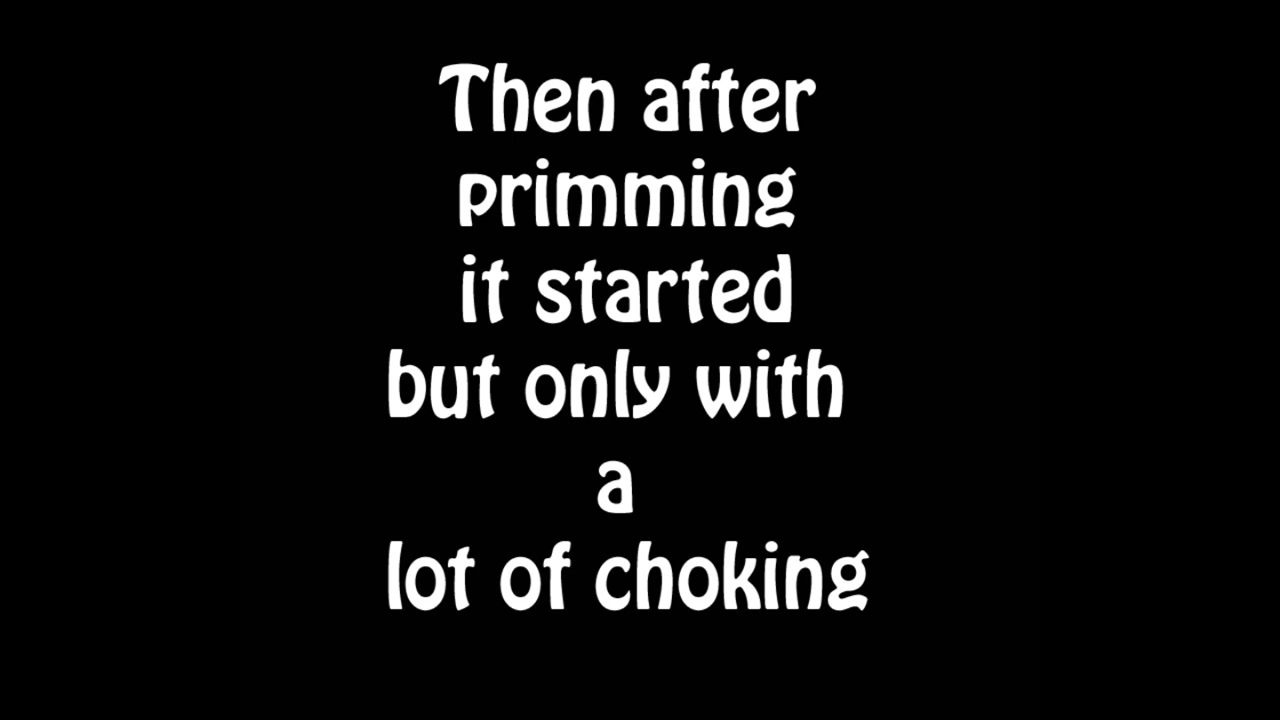 Then after
primming
it started
but only with
a
lot of choking